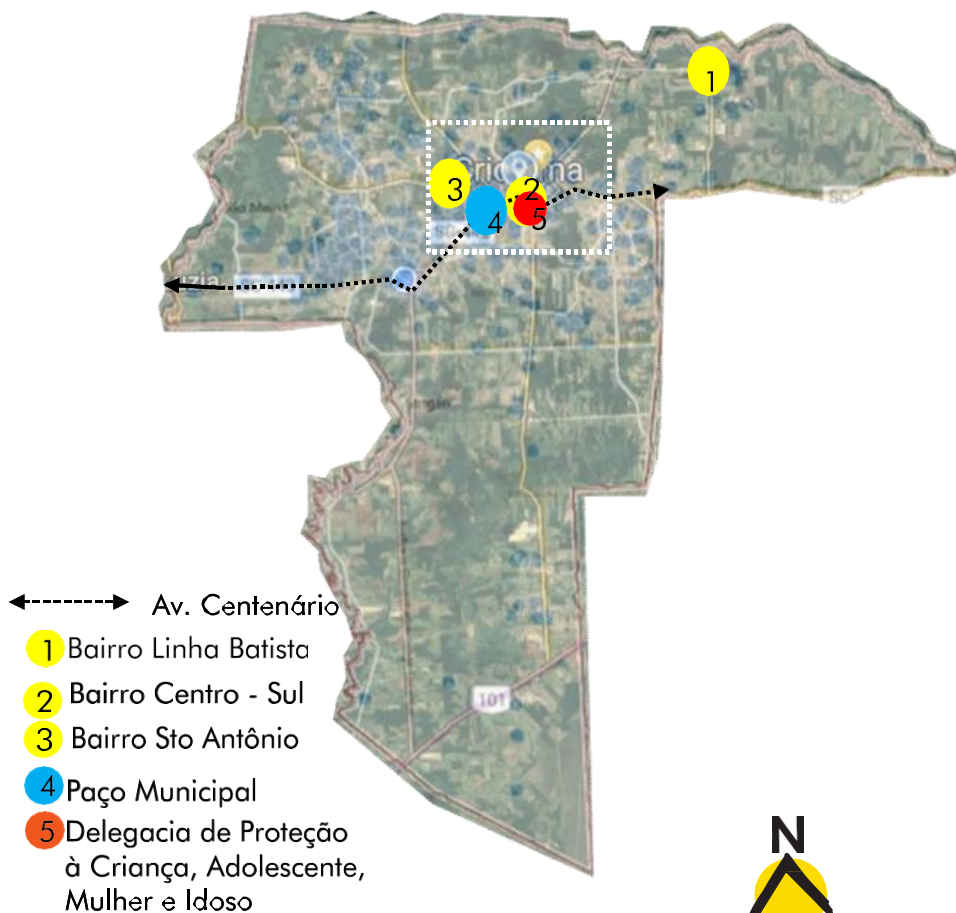 1
Criciúma
3
2
4
5
101
Av. Centenário
1 Bairro Linha Batista
2 Bairro Centro - Sul
3 Bairro Sto Antônio
4 Paço Municipal
5 Delegacia de Proteção
à Criança, Adolescente,
Mulher e Idoso
N